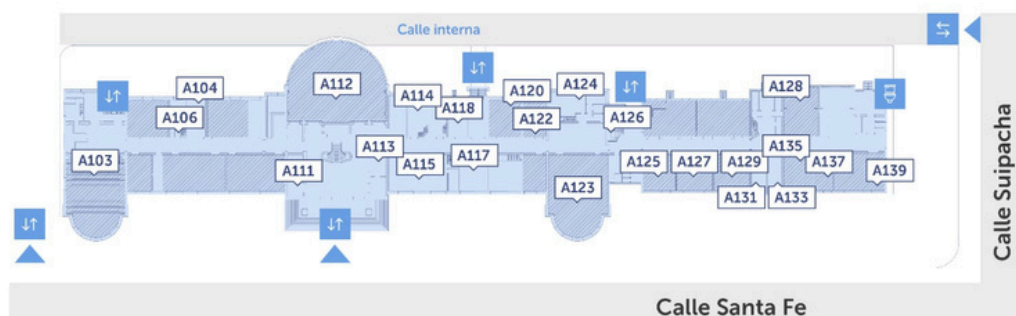 Calle interna
A104
A112
A124
A128
A114
A120
A118
A106
A122
A126
A113
A135
A103
A111
A115
A117
A125
A127
A129
A137
A139
A123
A131
A133
Calle Suipacha
Calle Santa Fe